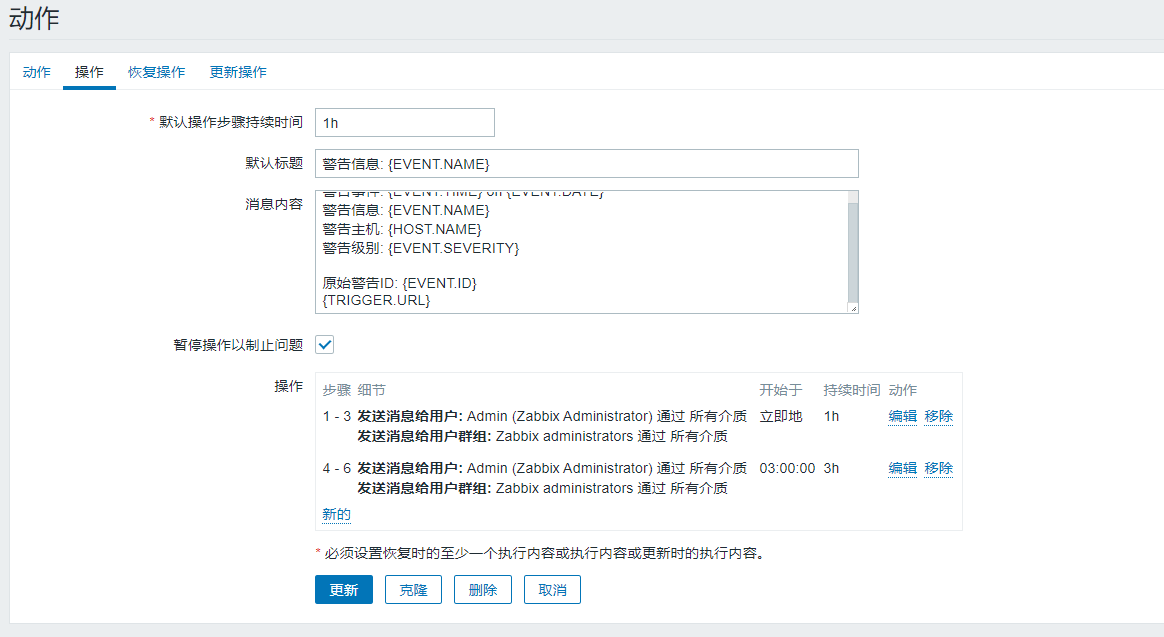 动作
动作 操作 恢复操作 更新操作
* 默认操作步骤持续时间 1h
默认标题 警告信息: {EVENT.NAME}
消息内容
{EVENT.TIME} on {EVENT.DATE}
警告信息: {EVENT.NAME}
警告主机: {HOST.NAME}
警告级别: {EVENT.SEVERITY}
原始警告ID: {EVENT.ID}
{TRIGGER.URL}
暂停操作以制止问题
操作
步骤 细节 开始于 持续时间 动作
1 - 3 发送消息给用户: Admin (Zabbix Administrator) 通过 所有介质 立即地 1h 编辑 移除
发送消息给用户群组: Zabbix administrators 通过 所有介质
4 - 6 发送消息给用户: Admin (Zabbix Administrator) 通过 所有介质 03:00:00 3h 编辑 移除
发送消息给用户群组: Zabbix administrators 通过 所有介质
新的
* 必须设置恢复时的至少一个执行内容或执行内容或更新时的执行内容。
更新 克隆 删除 取消